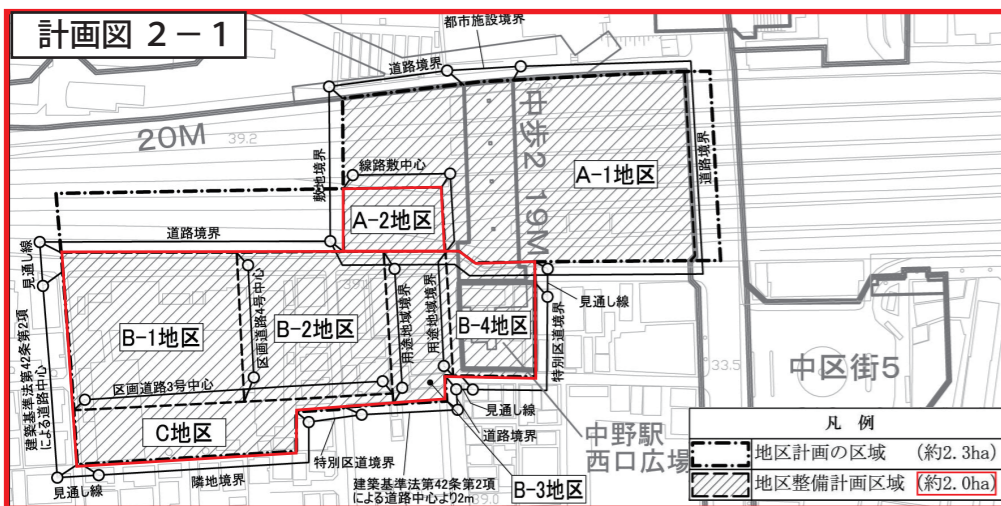 計画図 2-1
都市施設境界
道路境界
20M
39.2
敷地境界
線路敷中心
中歩2 19M
A-1地区
道路境界
A-2地区
道路境界
見通し線
建築基準法第42条第2項
による道路中心
B-1地区
区画道路4号中心
B-2地区
用途地域境界
用途地域境界
B-4地区
見通し線
特別区道境界
33.5
中区街5
区画道路3号中心
C地区
見通し線
隣地境界
特別区道境界
建築基準法第42条第2項
による道路中心より2m
39.0
見通し線
道路境界
B-3地区
中野駅
西口広場
凡 例
地区計画の区域 (約2.3ha)
地区整備計画区域 (約2.0ha)